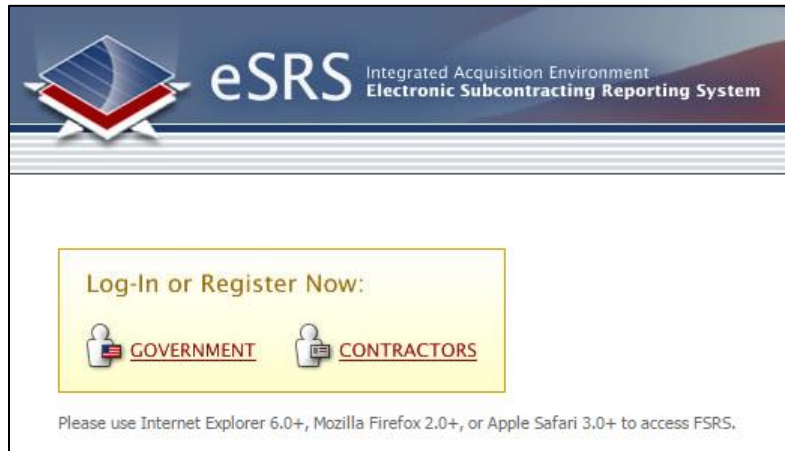 eSRS
Integrated Acquisition Environment
Electronic Subcontracting Reporting System
Log-In or Register Now:
GOVERNMENT CONTRACTORS
Please use Internet Explorer 6.0+, Mozilla Firefox 2.0+, or Apple Safari 3.0+ to access FSRS.